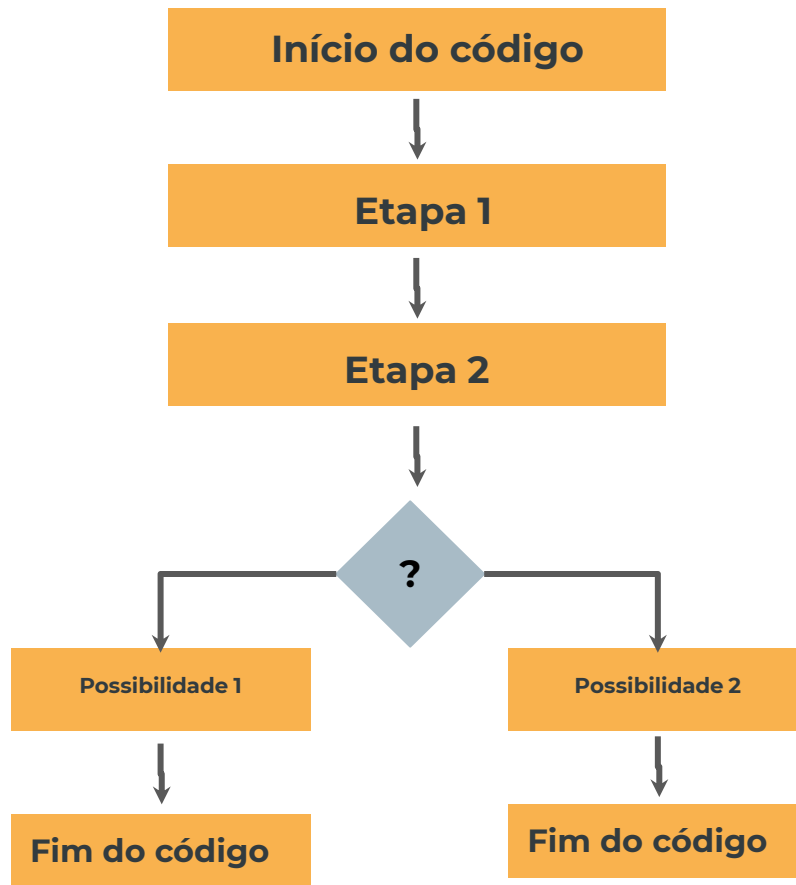 Início do código
Etapa 1
Etapa 2
?
Possibilidade 1
Possibilidade 2
Fim do código
Fim do código